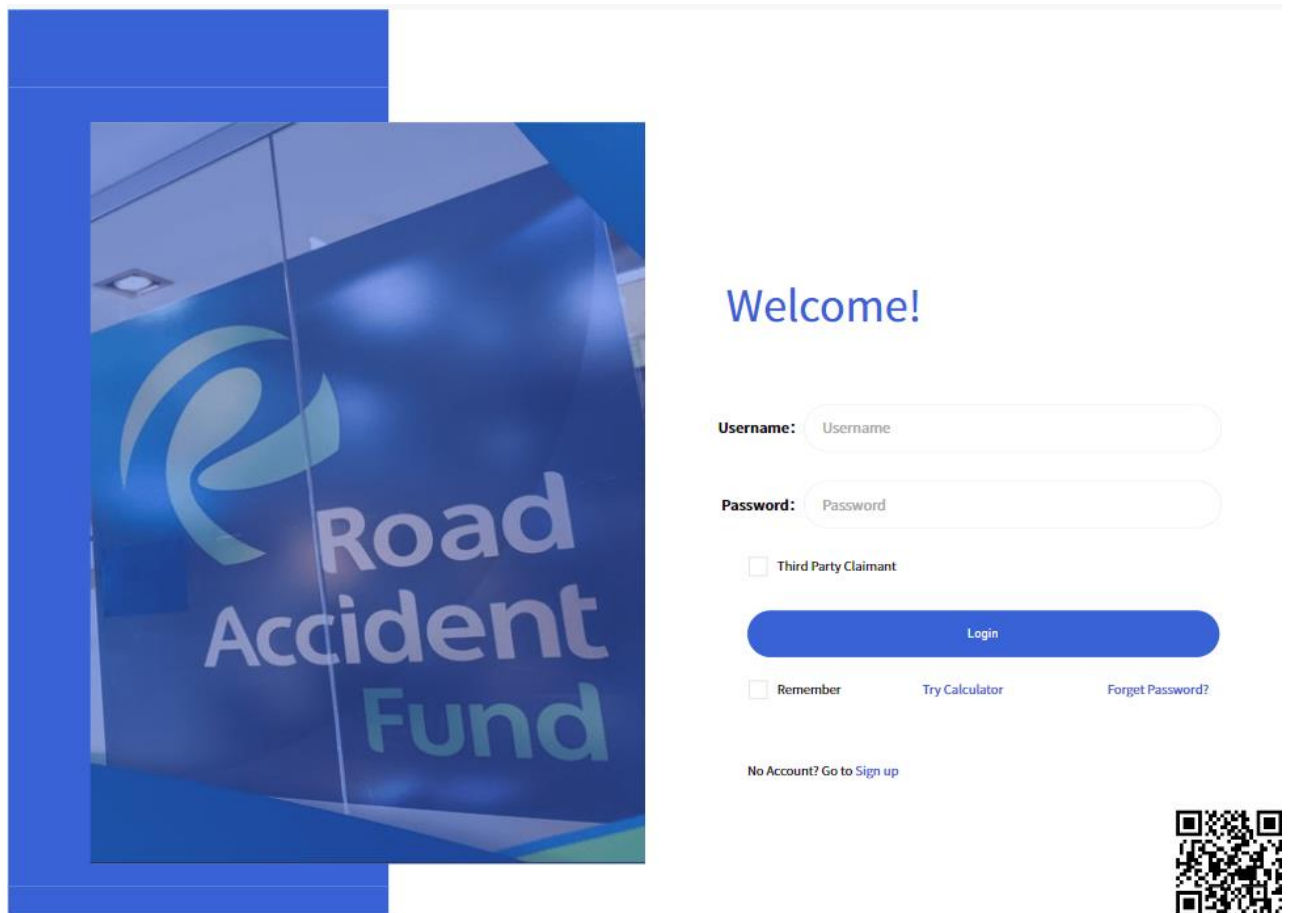 Road
Accident
Fund
Welcome!
Username: Username
Password: Password
Third Party Claimant
Login
Remember Try Calculator Forget Password?
No Account? Go to Sign up